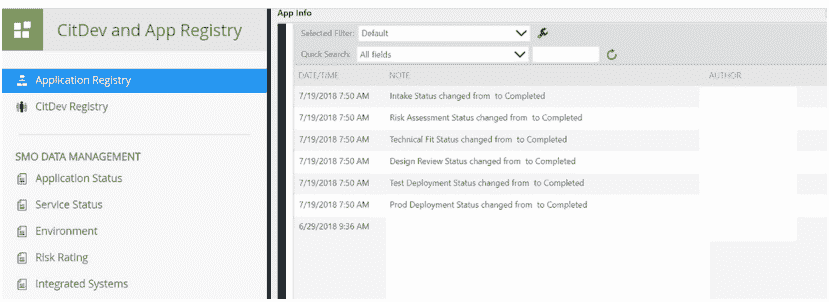 CitDev and App Registry
Application Registry
CitDev Registry
SMO DATA MANAGEMENT
Application Status
Service Status
Environment
Risk Rating
Integrated Systems
App Info
Selected Filter: Default
Quick Search: All fields
DATE/TIME NOTE AUTHOR
7/19/2018 7:50 AM Intake Status changed from to Completed
7/19/2018 7:50 AM Risk Assessment Status changed from to Completed
7/19/2018 7:50 AM Technical Fit Status changed from to Completed
7/19/2018 7:50 AM Design Review Status changed from to Completed
7/19/2018 7:50 AM Test Deployment Status changed from to Completed
7/19/2018 7:50 AM Prod Deployment Status changed from to Completed
6/29/2018 9:36 AM